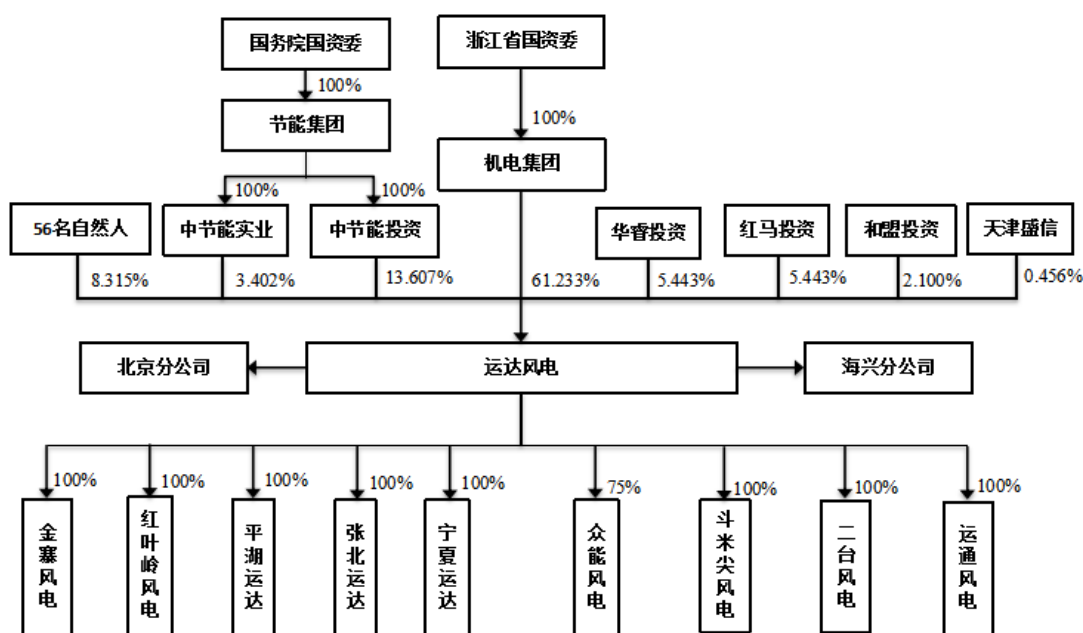 国务院国资委
浙江省国资委
100%
节能集团
100%
机电集团
100%
100%
56名自然人
中节能实业
中节能投资
华睿投资
红马投资
和盟投资
天津盛信
8.315%
3.402%
13.607%
61.233%
5.443%
5.443%
2.100%
0.456%
北京分公司
运达风电
海兴分公司
100%
100%
100%
100%
100%
75%
100%
100%
100%
金寨风电
红叶岭风电
平湖运达
张北运达
宁夏运达
众能风电
斗米尖风电
二台风电
运通风电